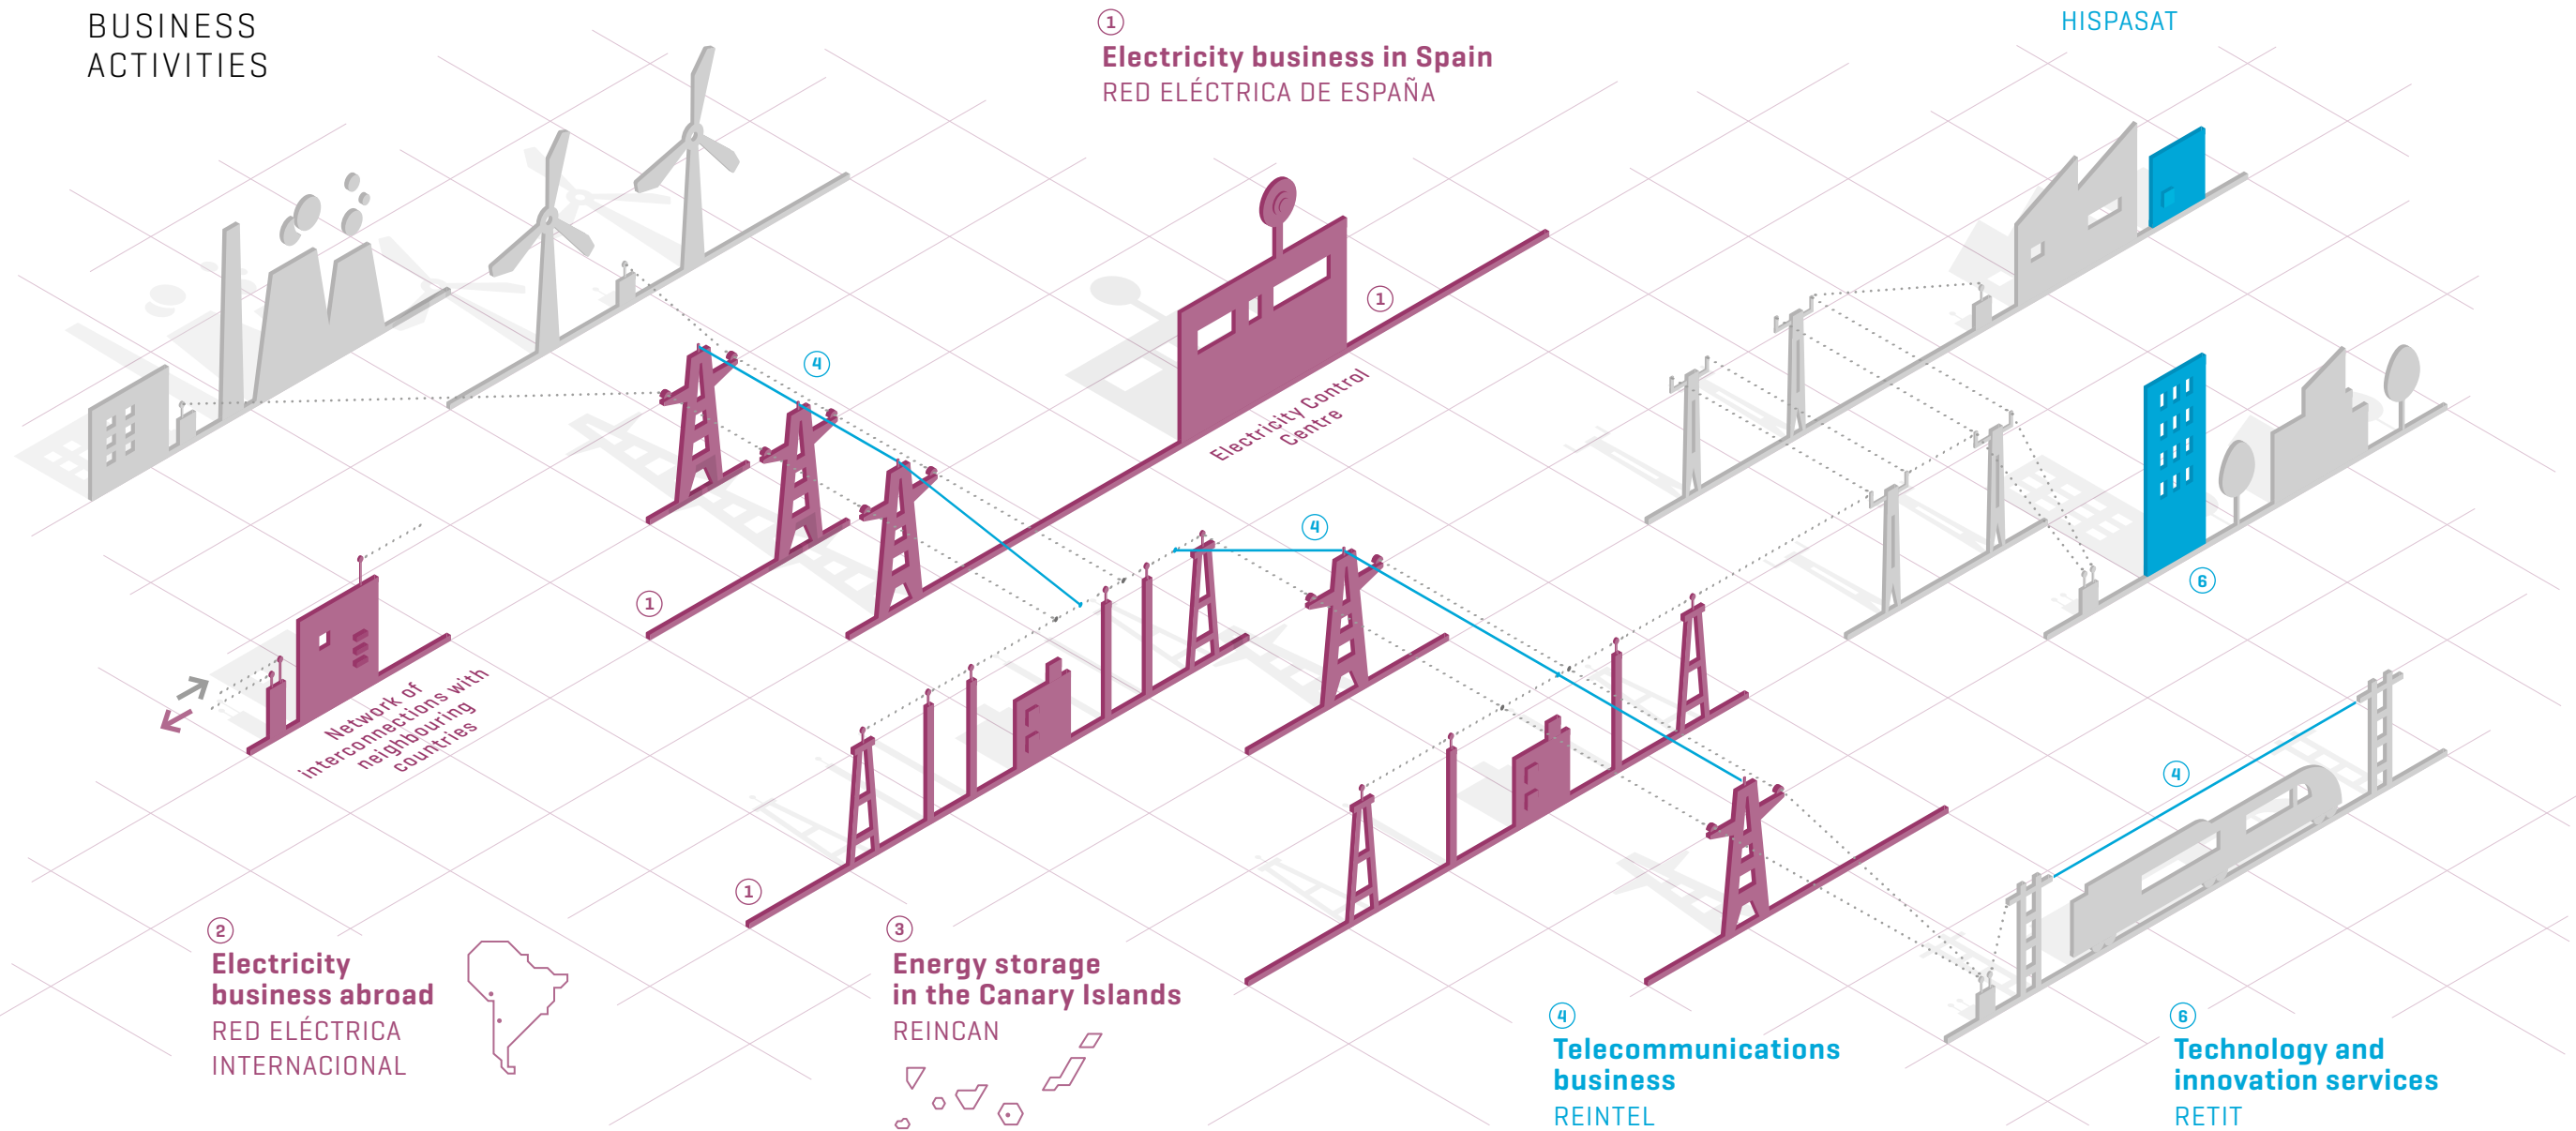 BUSINESS
ACTIVITIES
1
Electricity business in Spain
RED ELÉCTRICA DE ESPAÑA
HISPASAT
1
4
Electricity Control
Centre
4
1
6
Network of
interconnections with
neighbouring
countries
4
1
2
Electricity
business abroad
RED ELÉCTRICA
INTERNACIONAL
3
Energy storage
in the Canary Islands
REINCAN
4
Telecommunications
business
REINTEL
6
Technology and
innovation services
RETIT